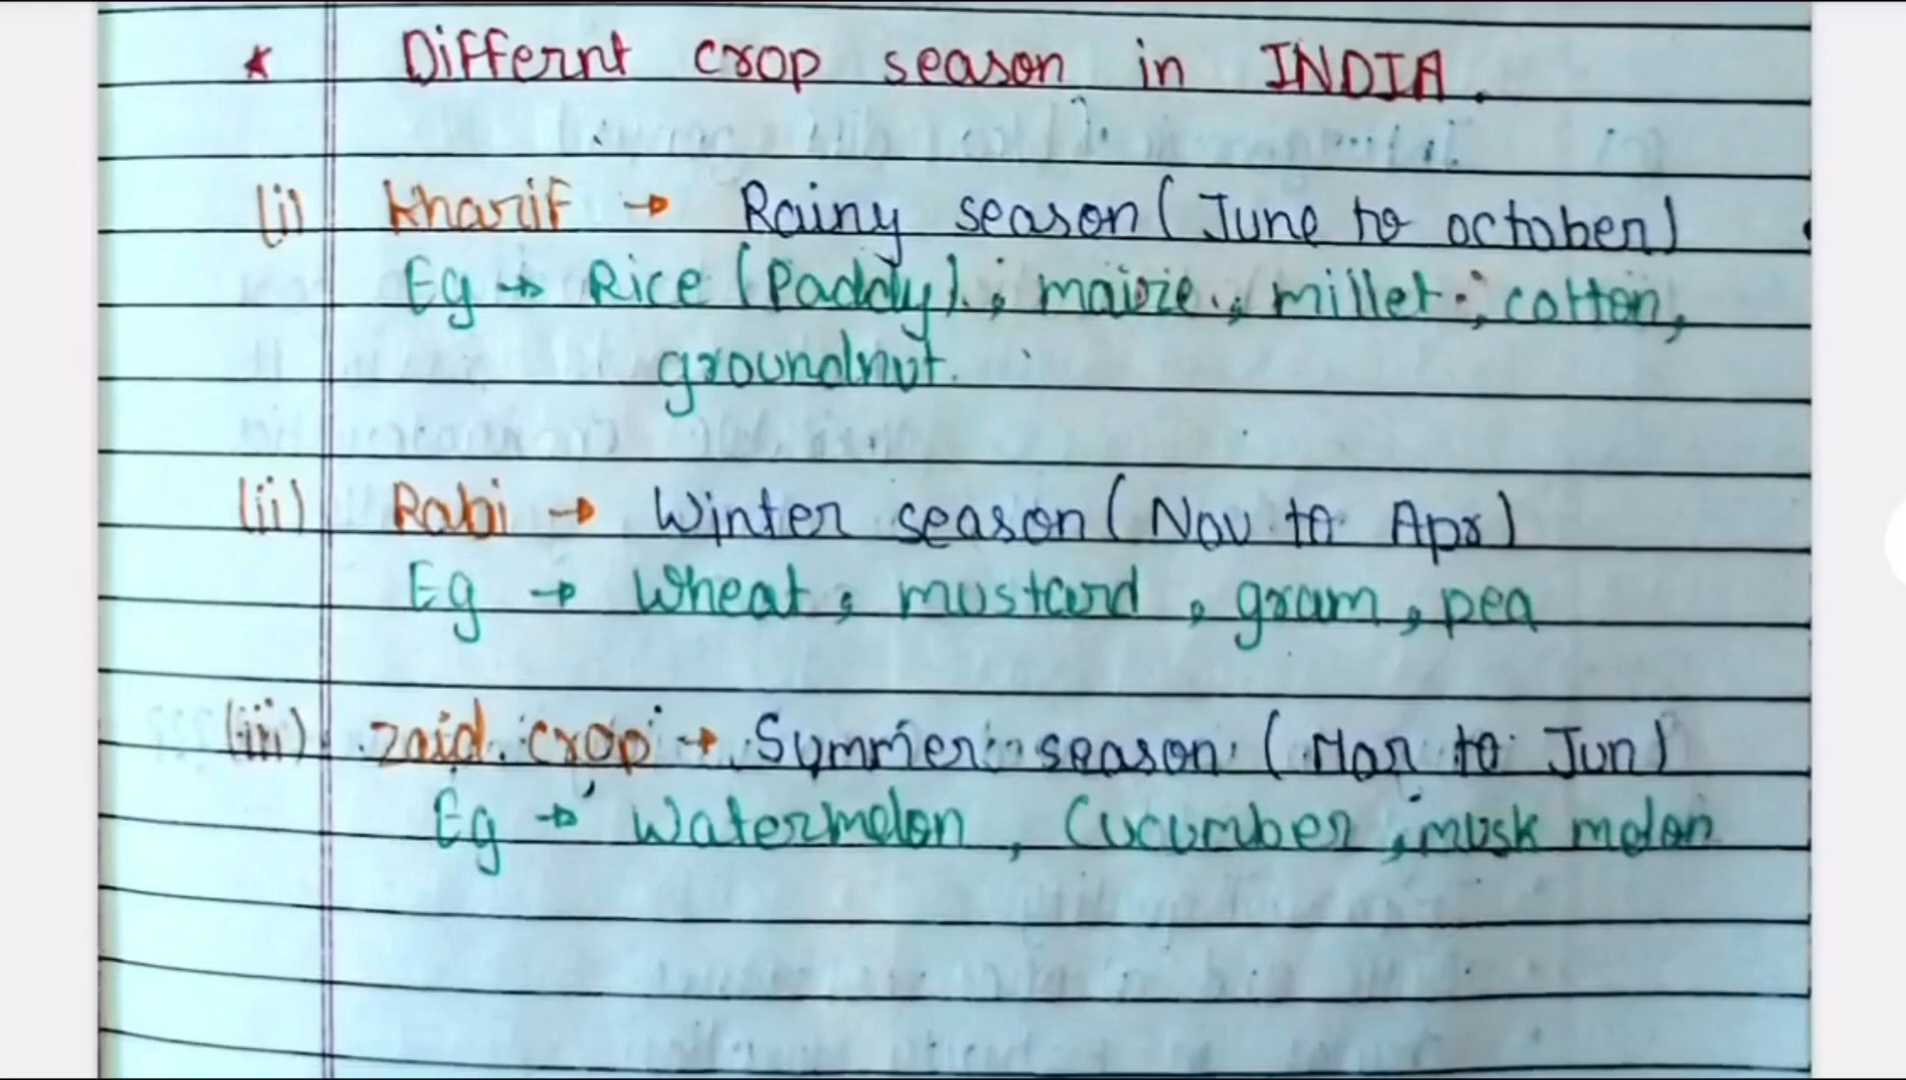 * Differnt crop season in INDIA.
(i) Kharif → Rainy season (June to october)
Eg → Rice (Paddy), maize, millet, cotton,
groundnut.
(ii) Rabi → Winter season (Nov to Apr)
Eg → Wheat, mustard, gram, pea
(iii) Zaid crop → Summer season (Mar to Jun)
Eg → Watermelon, Cucumber, musk melon